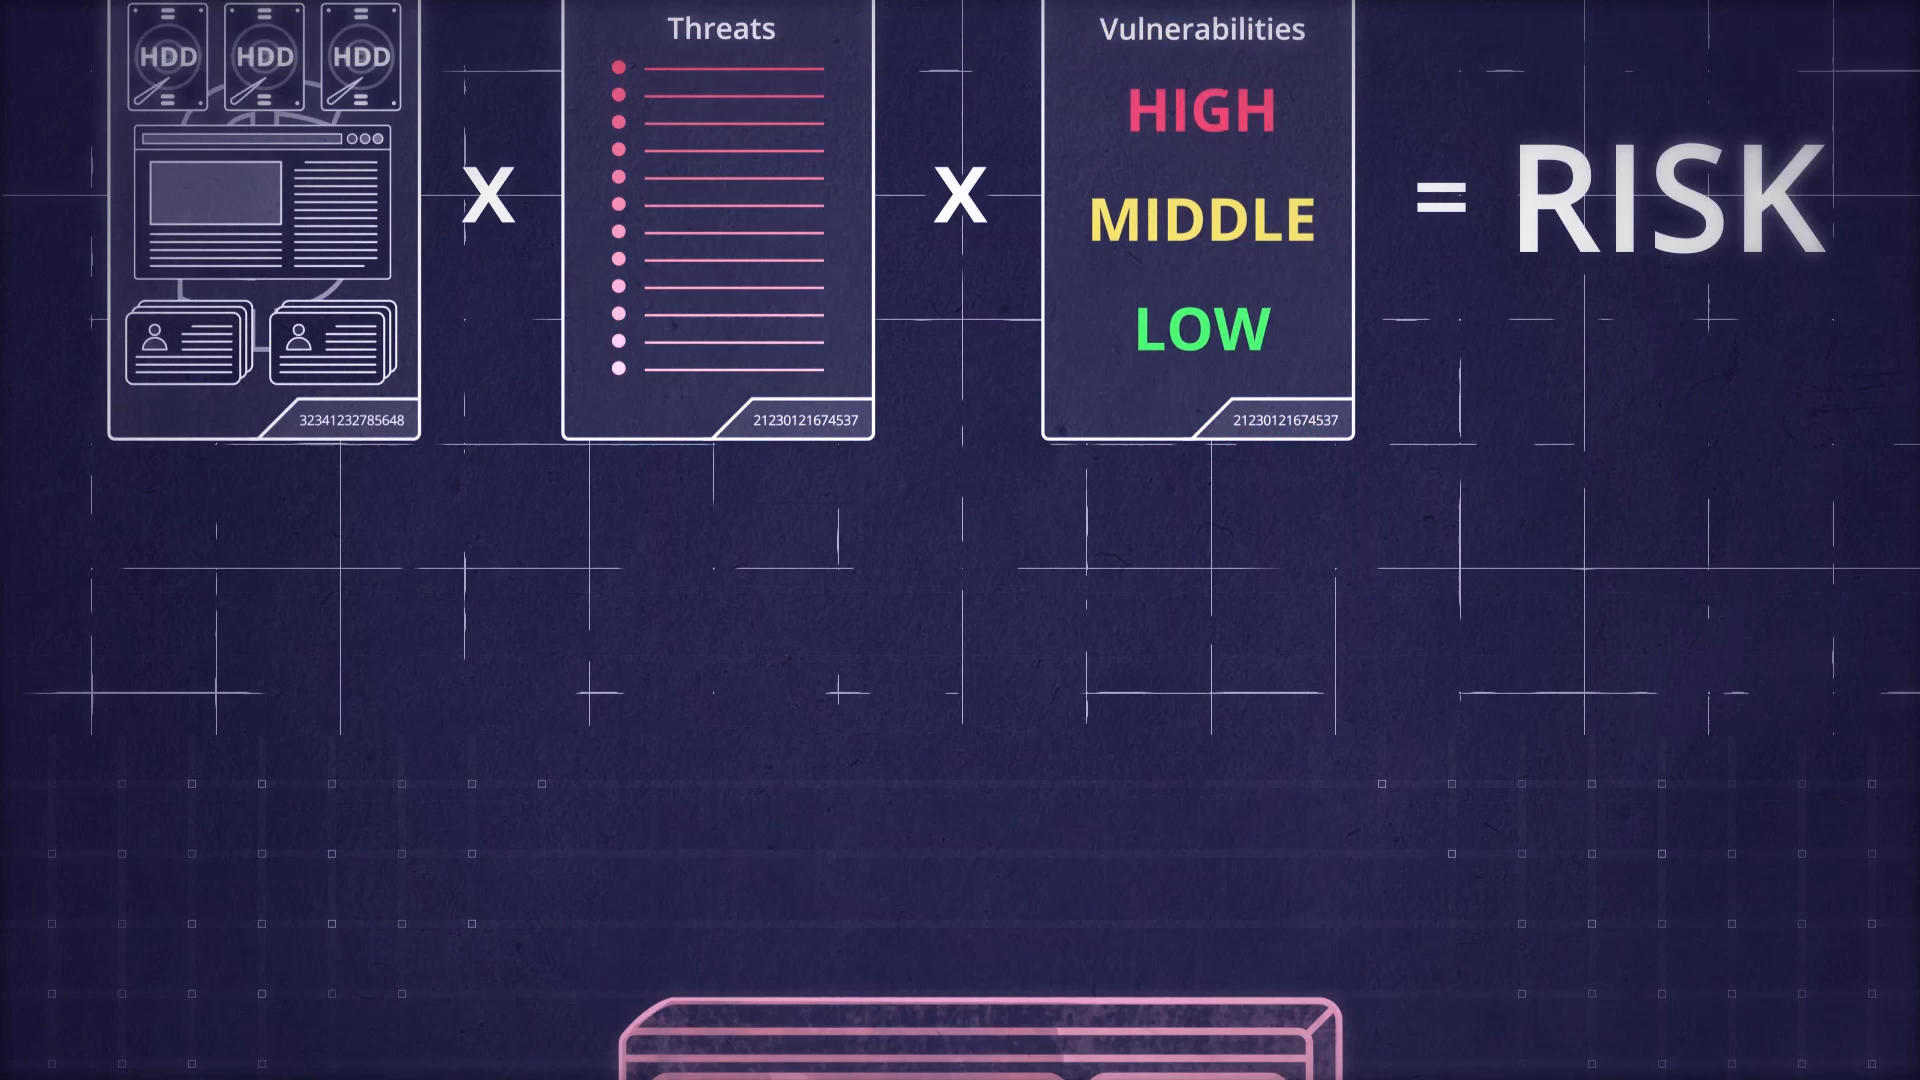 HDD HDD HDD
32341232785648
X
Threats
21230121674537
X
Vulnerabilities
HIGH
MIDDLE
LOW
21230121674537
= RISK